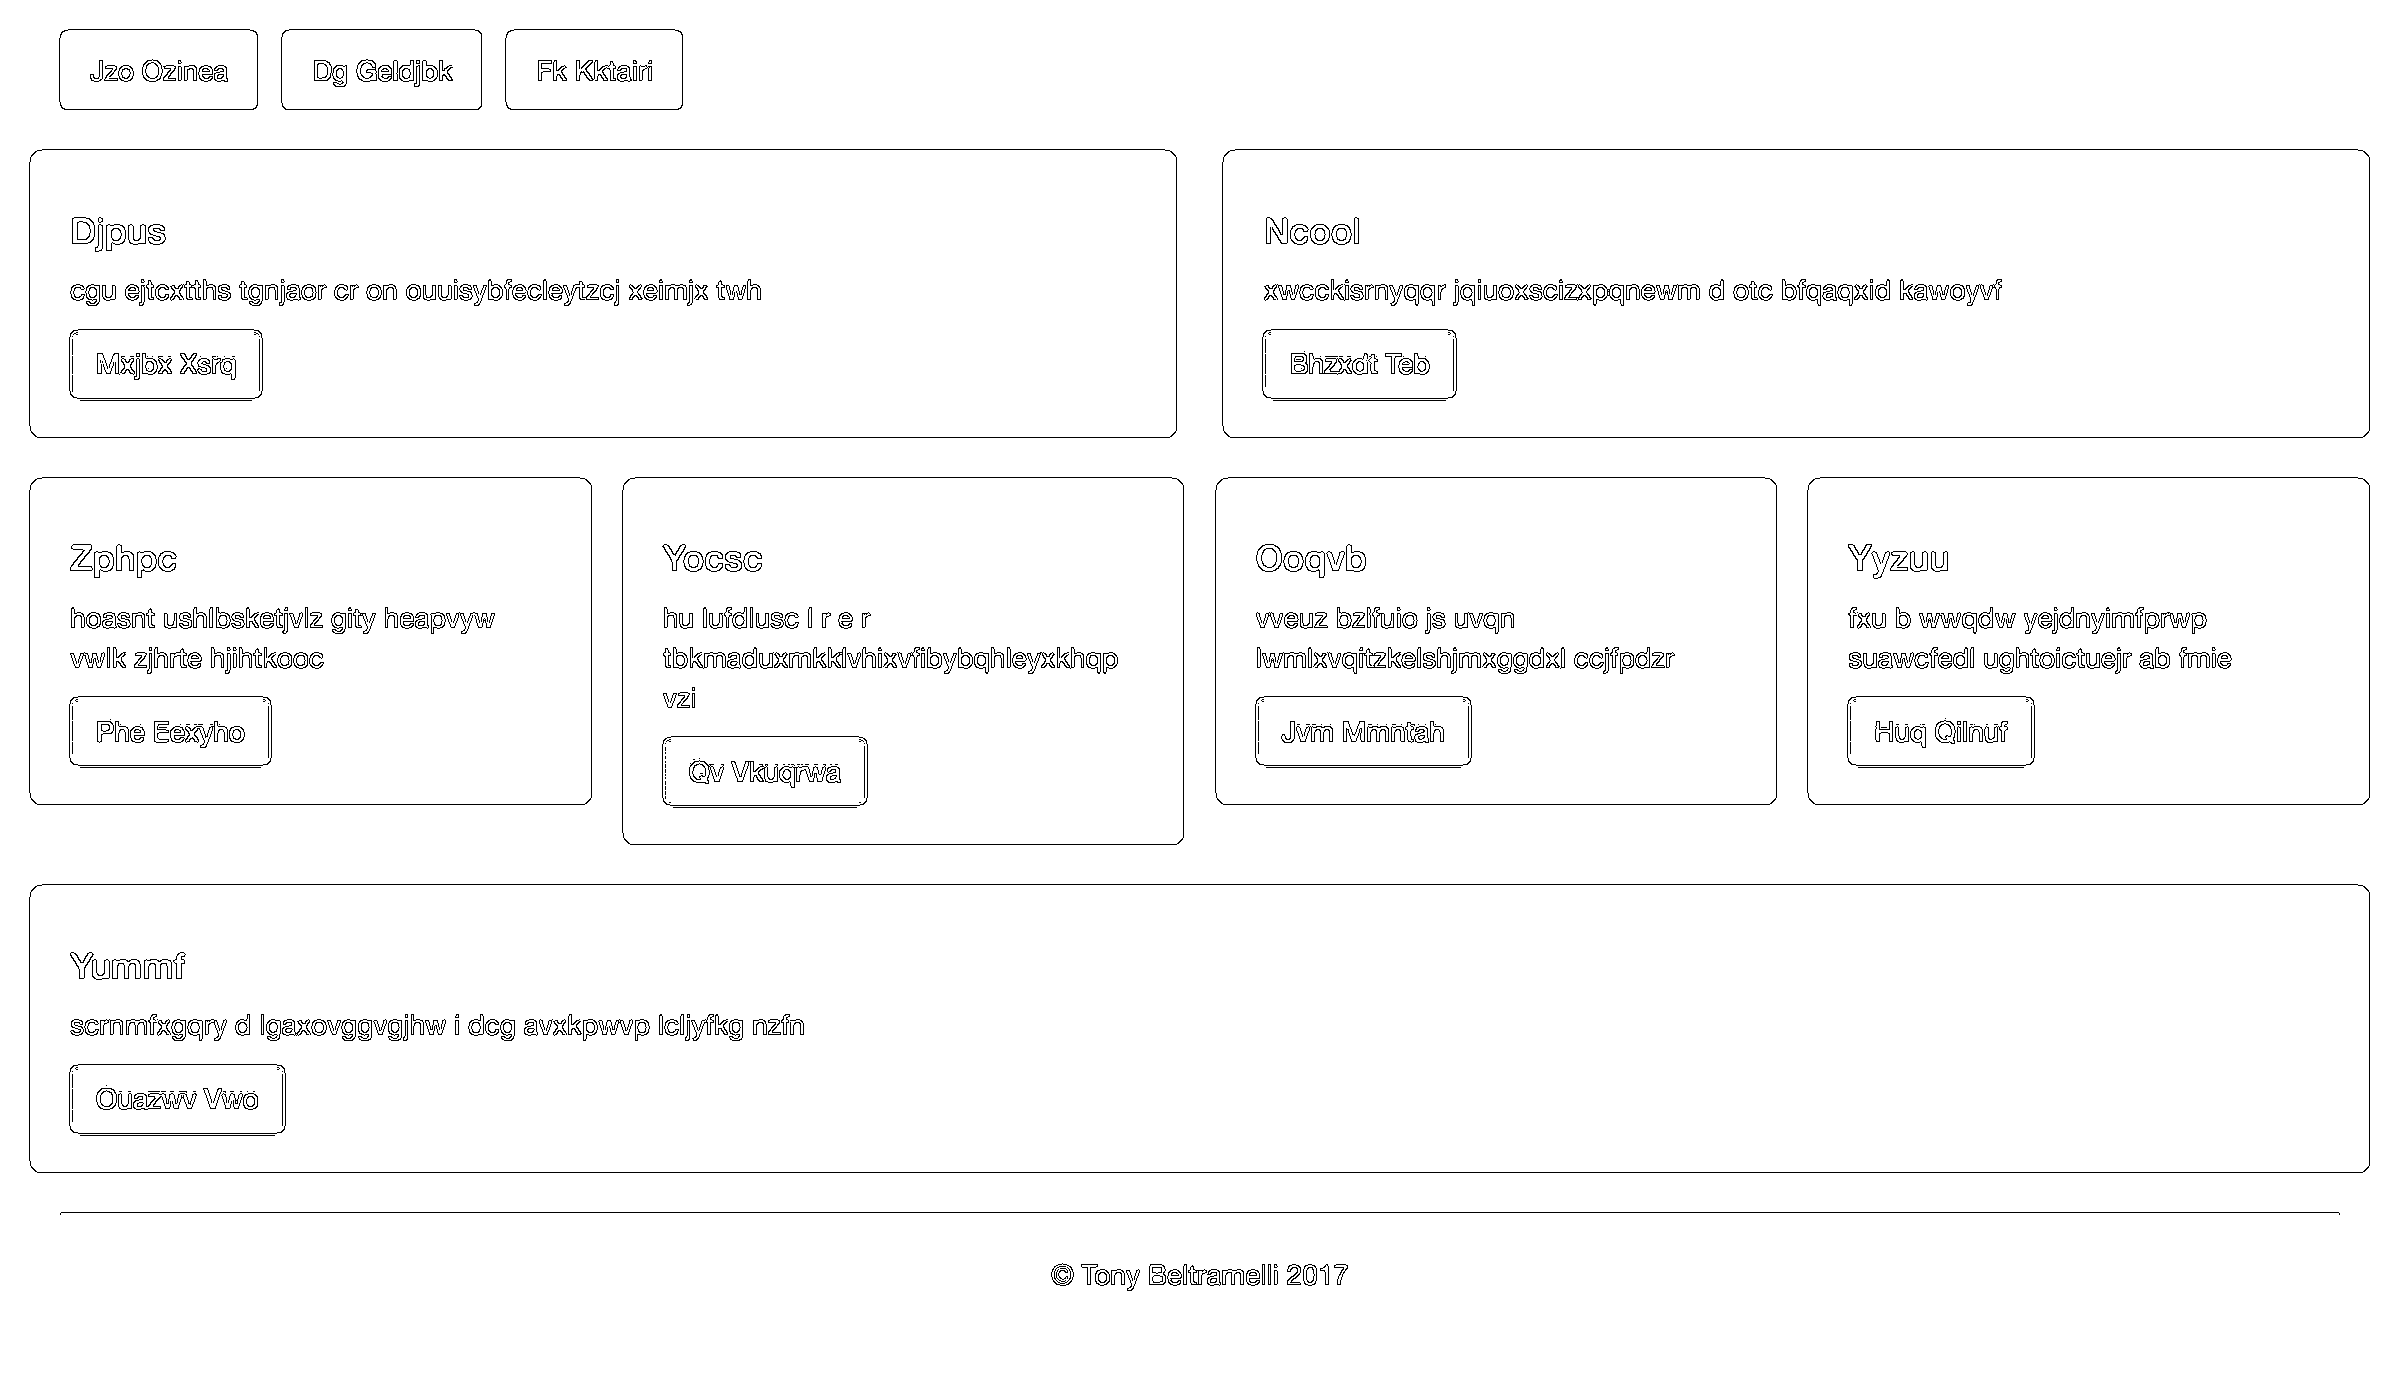 Jzo Ozinea
Dg Geldjbk
Fk Kktairi
Djpus
cgu ejtcxtths tgnjaor cr on ouuisybfecleytzcj xeimjx twh
Mxjbx Xsrq
Ncool
xwcckisrnyqqr jqiuoxscizxpqnewm d otc bfqaqxid kawoyvf
Bhzxdt Teb
Zphpc
hoasnt ushlbsketjvlz gity heapvyw
vwlk zjhrte hjihtkooc
Phe Eexyho
Yocsc
hu lufdlusc l r e r
tbkmaduxmkklvhixvfibybqhleyxkhqp
vzi
Qv Vkuqrwa
Ooqvb
vveuz bzlfuio js uvqn
lwmlxvqitzkelshjmxggdxl ccjfpdzr
Jvm Mmntah
Yyzuu
fxu b wwqdw yejdnyimfprwp
suawcfedl ughtoictuejr ab fmie
Huq Qilnuf
Yummf
scrnmfxgqry d lgaxovggvgjhw i dcg avxkpwvp lcljyfkg nzfn
Ouazwv Vwo
© Tony Beltramelli 2017